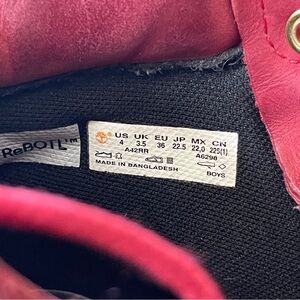 ReBOTL™
US UK EU JP MX CN
4 3.5 36 22.5 22.0 225(1)
A42RR A6298
MADE IN BANGLADESH BOYS